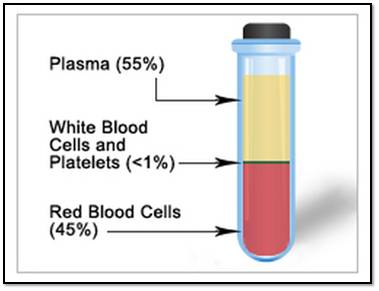 Plasma (55%)
White Blood
Cells and
Platelets (<1%)
Red Blood Cells
(45%)